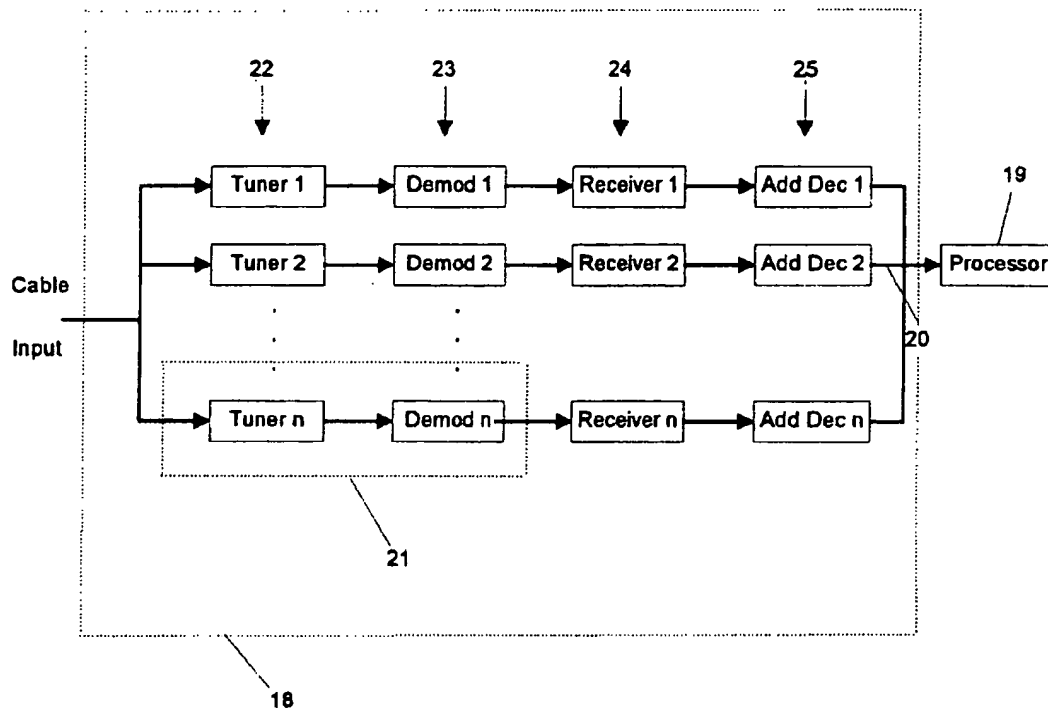 22 23 24 25
Tuner 1 Demod 1 Receiver 1 Add Dec 1
19
Tuner 2 Demod 2 Receiver 2 Add Dec 2 Processor
Cable
Input
20
Tuner n Demod n Receiver n Add Dec n
21
18